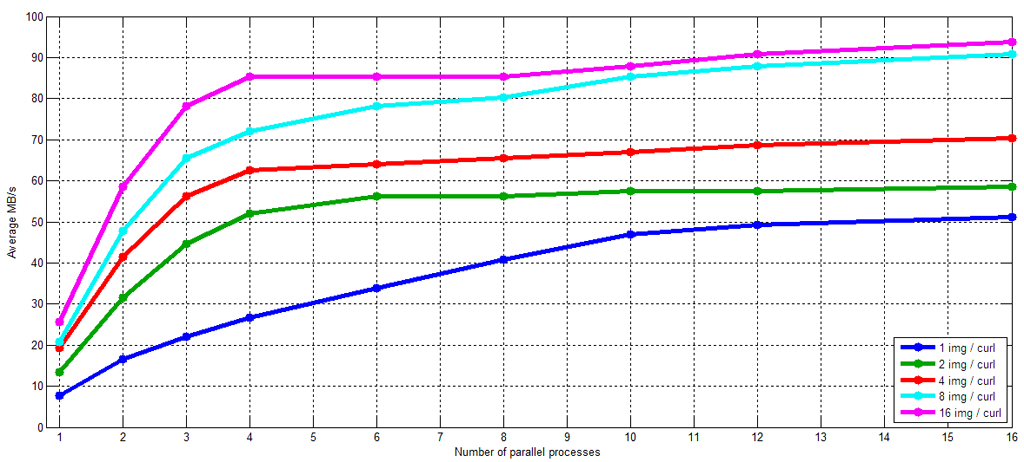 100
90
80
70
60
50
40
30
20
10
0
Average MB/s
1 2 3 4 5 6 7 8 9 10 11 12 13 14 15 16
Number of parallel processes
1 img / curl
2 img / curl
4 img / curl
8 img / curl
16 img / curl